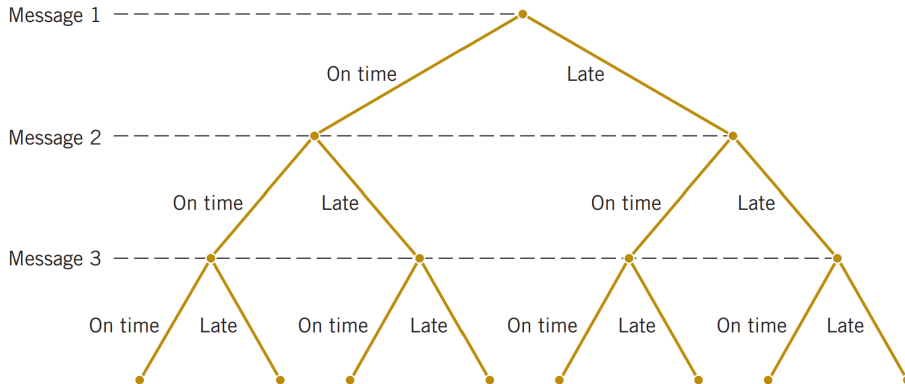 Message 1
On time Late
Message 2
On time Late On time Late
Message 3
On time Late On time Late On time Late On time Late